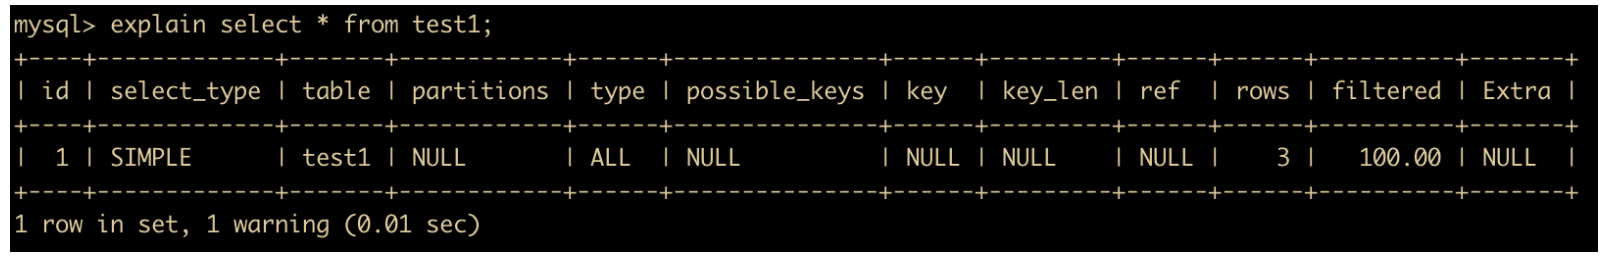 mysql> explain select * from test1;
+----+-------------+-------+------------+------+---------------+------+---------+------+------+----------+-------+
| id | select_type | table | partitions | type | possible_keys | key  | key_len | ref  | rows | filtered | Extra |
+----+-------------+-------+------------+------+---------------+------+---------+------+------+----------+-------+
|  1 | SIMPLE      | test1 | NULL       | ALL  | NULL          | NULL | NULL    | NULL |    3 |   100.00 | NULL  |
+----+-------------+-------+------------+------+---------------+------+---------+------+------+----------+-------+
1 row in set, 1 warning (0.01 sec)